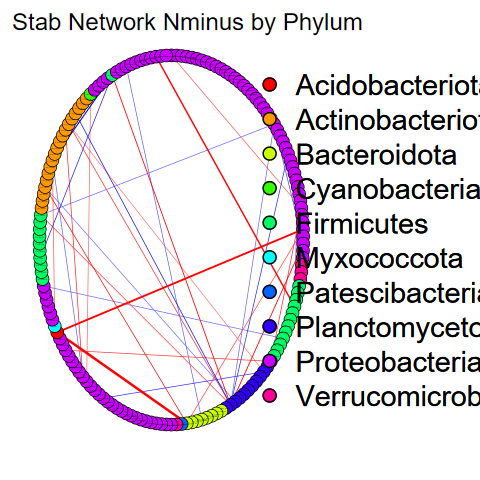 Stab Network Nminus by Phylum
Acidobacteriota
Actinobacteriot
Bacteroidota
Cyanobacteria
Firmicutes
Myxococcota
Patescibacteria
Planctomyceto
Proteobacteria
Verrucomicrob